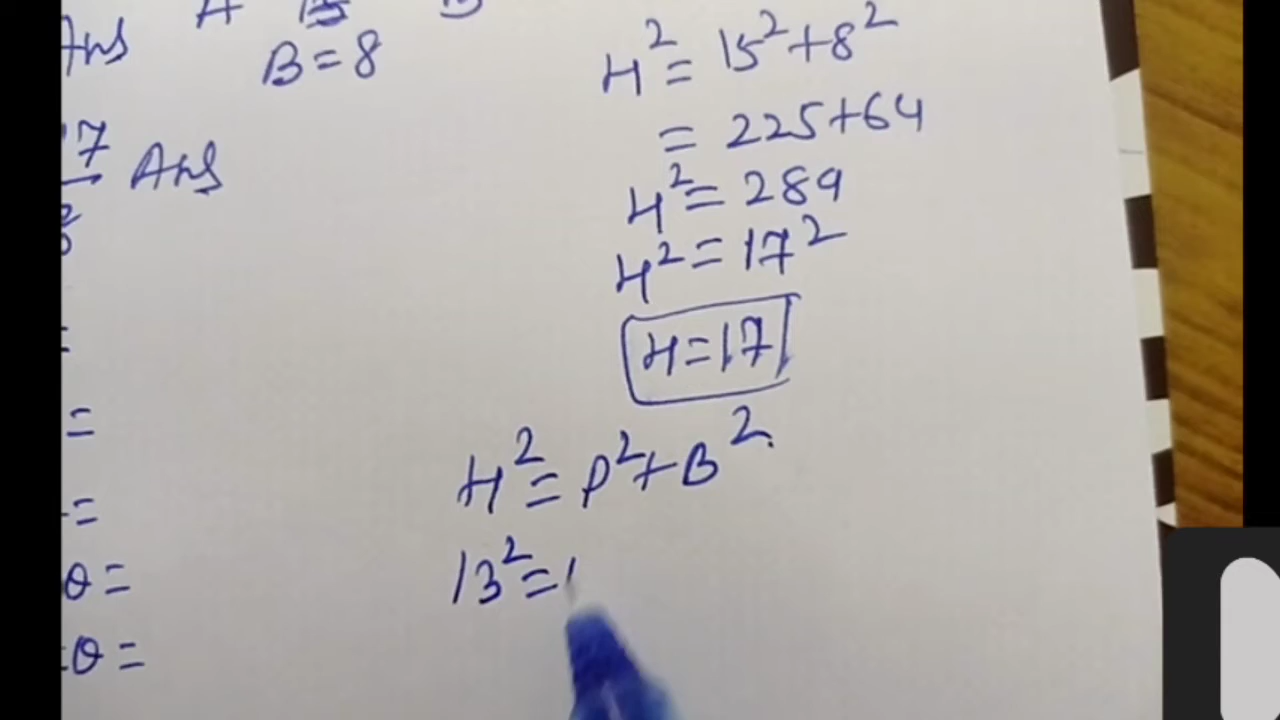 Ans
B=8
H²=15²+8²
=225+64
17 Ans
H²=289
H²=17²
=
H=17
=
H²=P²+B²
=
13²=
θ=
θ=